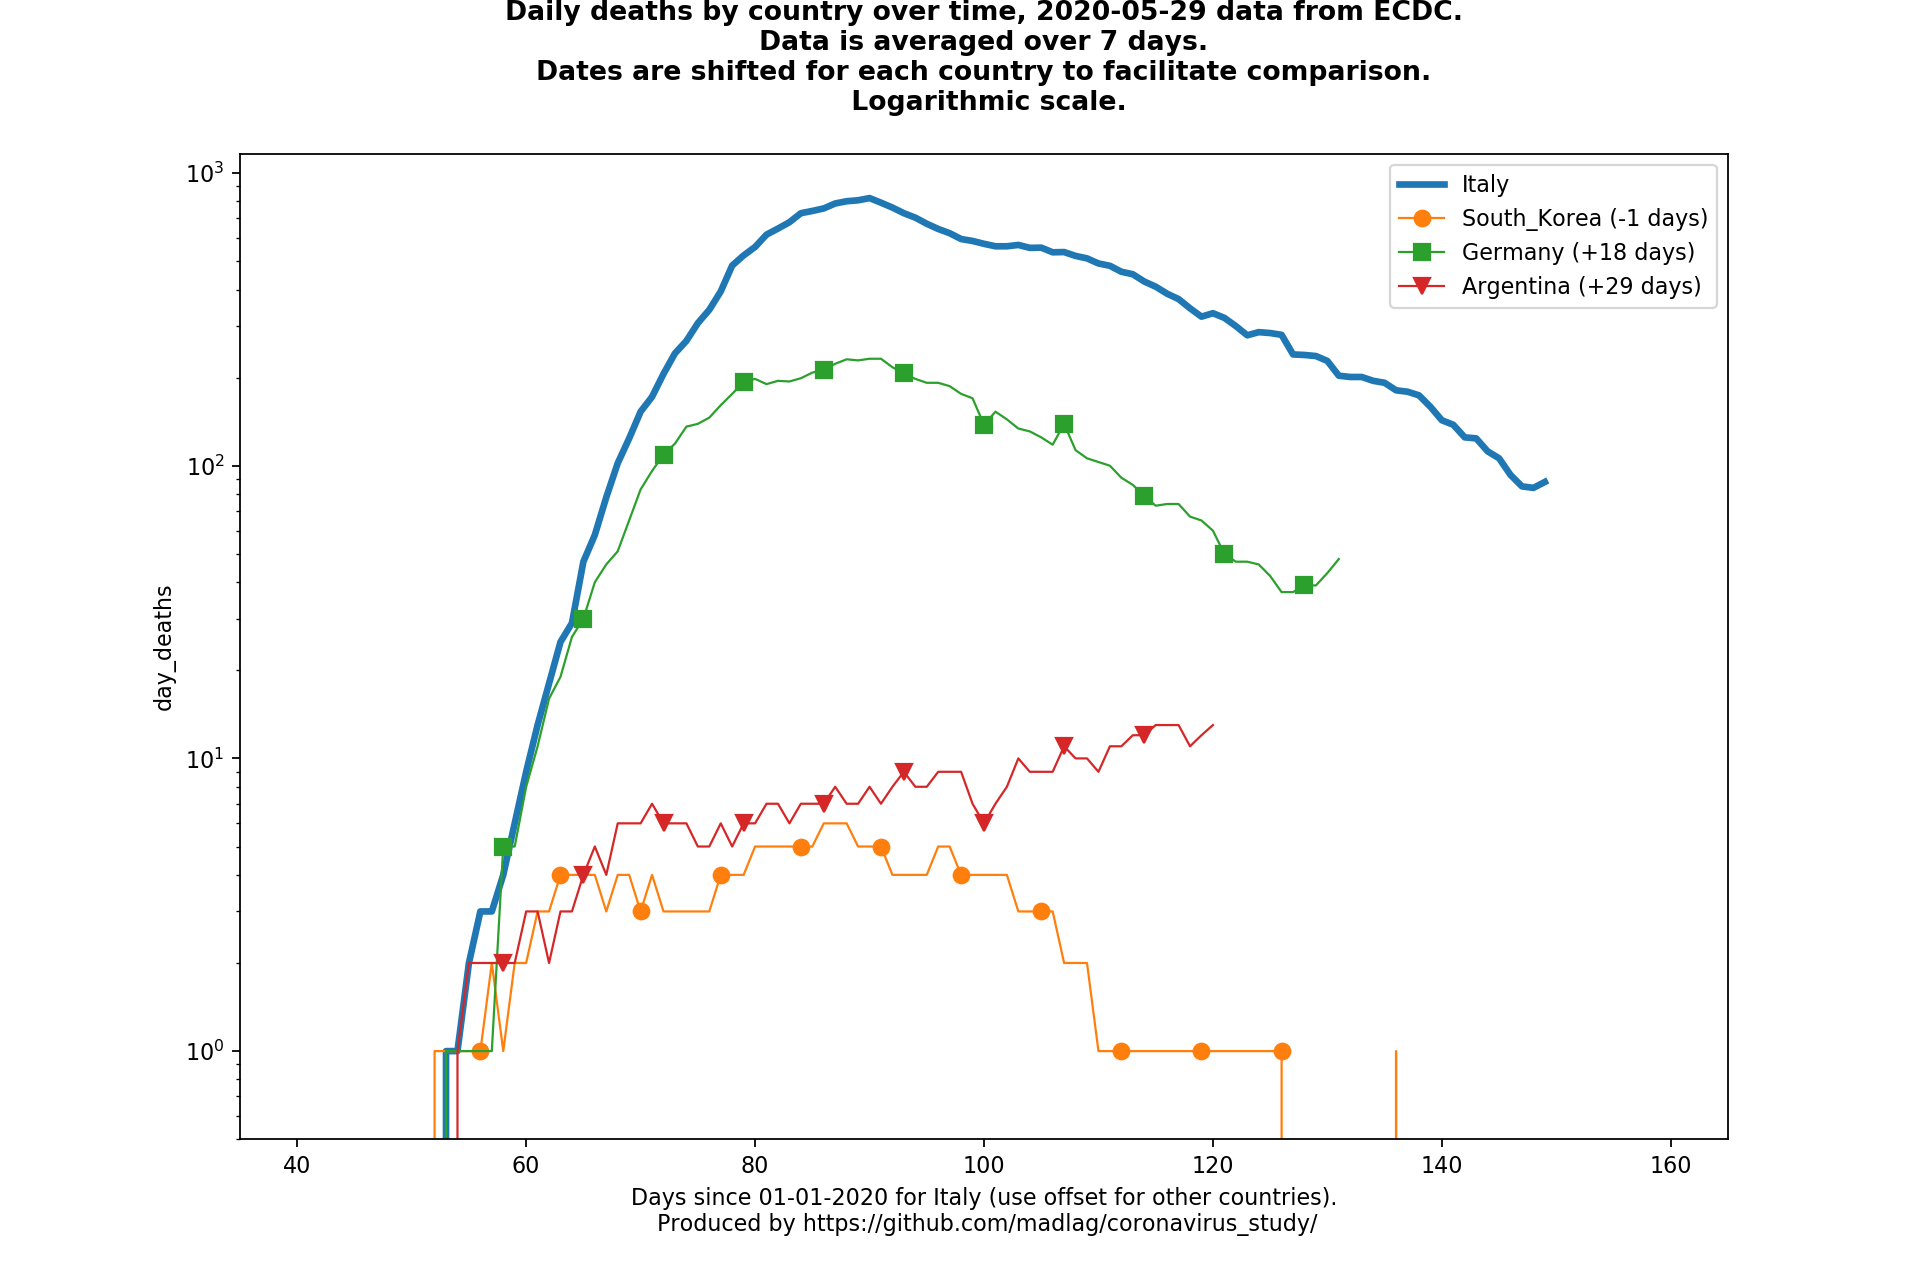 Daily deaths by country over time, 2020-05-29 data from ECDC.
Data is averaged over 7 days.
Dates are shifted for each country to facilitate comparison.
Logarithmic scale.
10³
10²
10¹
10⁰
day_deaths
Italy
South_Korea (-1 days)
Germany (+18 days)
Argentina (+29 days)
40 60 80 100 120 140 160
Days since 01-01-2020 for Italy (use offset for other countries).
Produced by https://github.com/madlag/coronavirus_study/